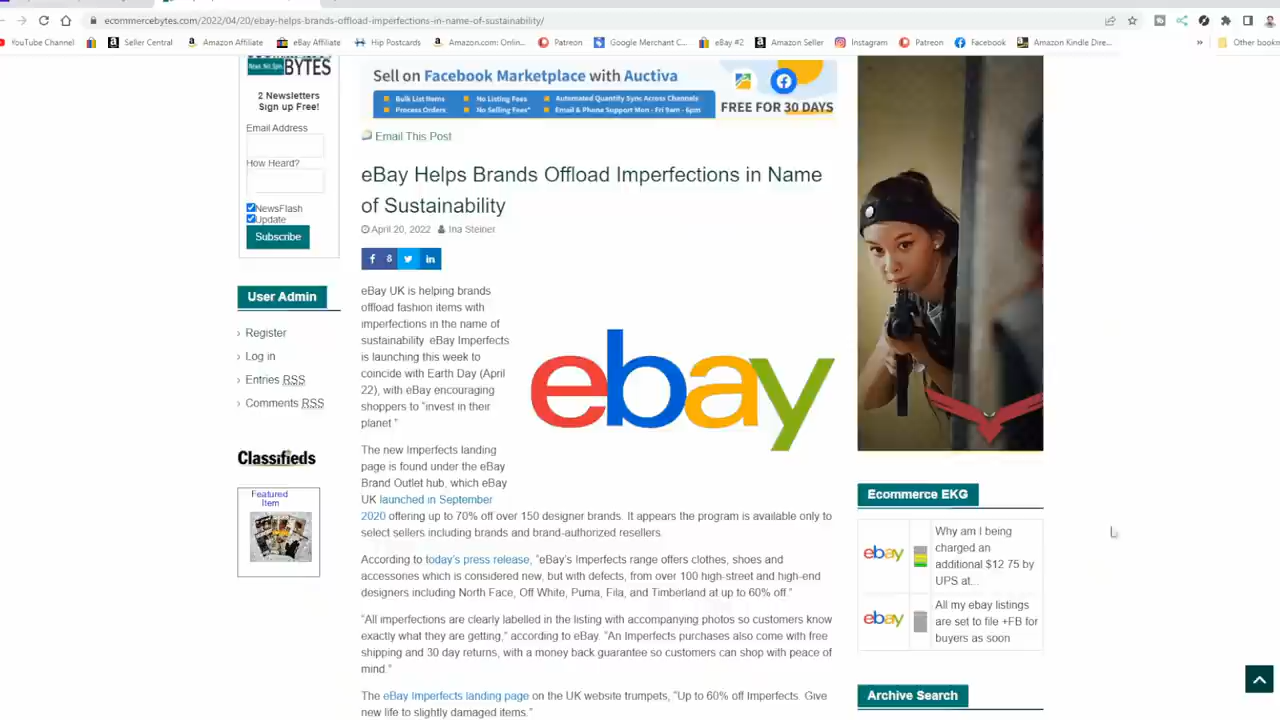 ecommercebytes.com/2022/04/20/ebay-helps-brands-offload-imperfections-in-name-of-sustainability/
YouTube Channel
Seller Central
Amazon Affiliate
eBay Affiliate
Hip Postcards
Amazon.com: Onlin...
Patreon
Google Merchant C...
eBay #2
Amazon Seller
Instagram
Patreon
Facebook
Amazon Kindle Dire...
»
Other bookm
BYTES
2 Newsletters
Sign up Free!
Email Address
How Heard?
NewsFlash
Update
Subscribe
User Admin
› Register
› Log in
› Entries RSS
› Comments RSS
Classifieds
Featured
Item
Sell on Facebook Marketplace with Auctiva
Bulk List Items
No Listing Fees
Automated Quantity Sync Across Channels
Process Orders
No Selling Fees*
Email & Phone Support Mon - Fri 9am - 6pm
FREE FOR 30 DAYS
Email This Post
eBay Helps Brands Offload Imperfections in Name
of Sustainability
April 20, 2022 Ina Steiner
8
eBay UK is helping brands
offload fashion items with
imperfections in the name of
sustainability eBay Imperfects
is launching this week to
coincide with Earth Day (April
22), with eBay encouraging
shoppers to "invest in their
planet "
ebay
The new Imperfects landing
page is found under the eBay
Brand Outlet hub, which eBay
UK launched in September
2020 offering up to 70% off over 150 designer brands. It appears the program is available only to
select sellers including brands and brand-authorized resellers.
According to today's press release, "eBay's Imperfects range offers clothes, shoes and
accessories which is considered new, but with defects, from over 100 high-street and high-end
designers including North Face, Off White, Puma, Fila, and Timberland at up to 60% off."
"All imperfections are clearly labelled in the listing with accompanying photos so customers know
exactly what they are getting," according to eBay. "An Imperfects purchases also come with free
shipping and 30 day returns, with a money back guarantee so customers can shop with peace of
mind."
The eBay Imperfects landing page on the UK website trumpets, "Up to 60% off Imperfects. Give
new life to slightly damaged items."
Ecommerce EKG
ebay
Why am I being
charged an
additional $12 75 by
UPS at...
ebay
All my ebay listings
are set to file +FB for
buyers as soon
Archive Search